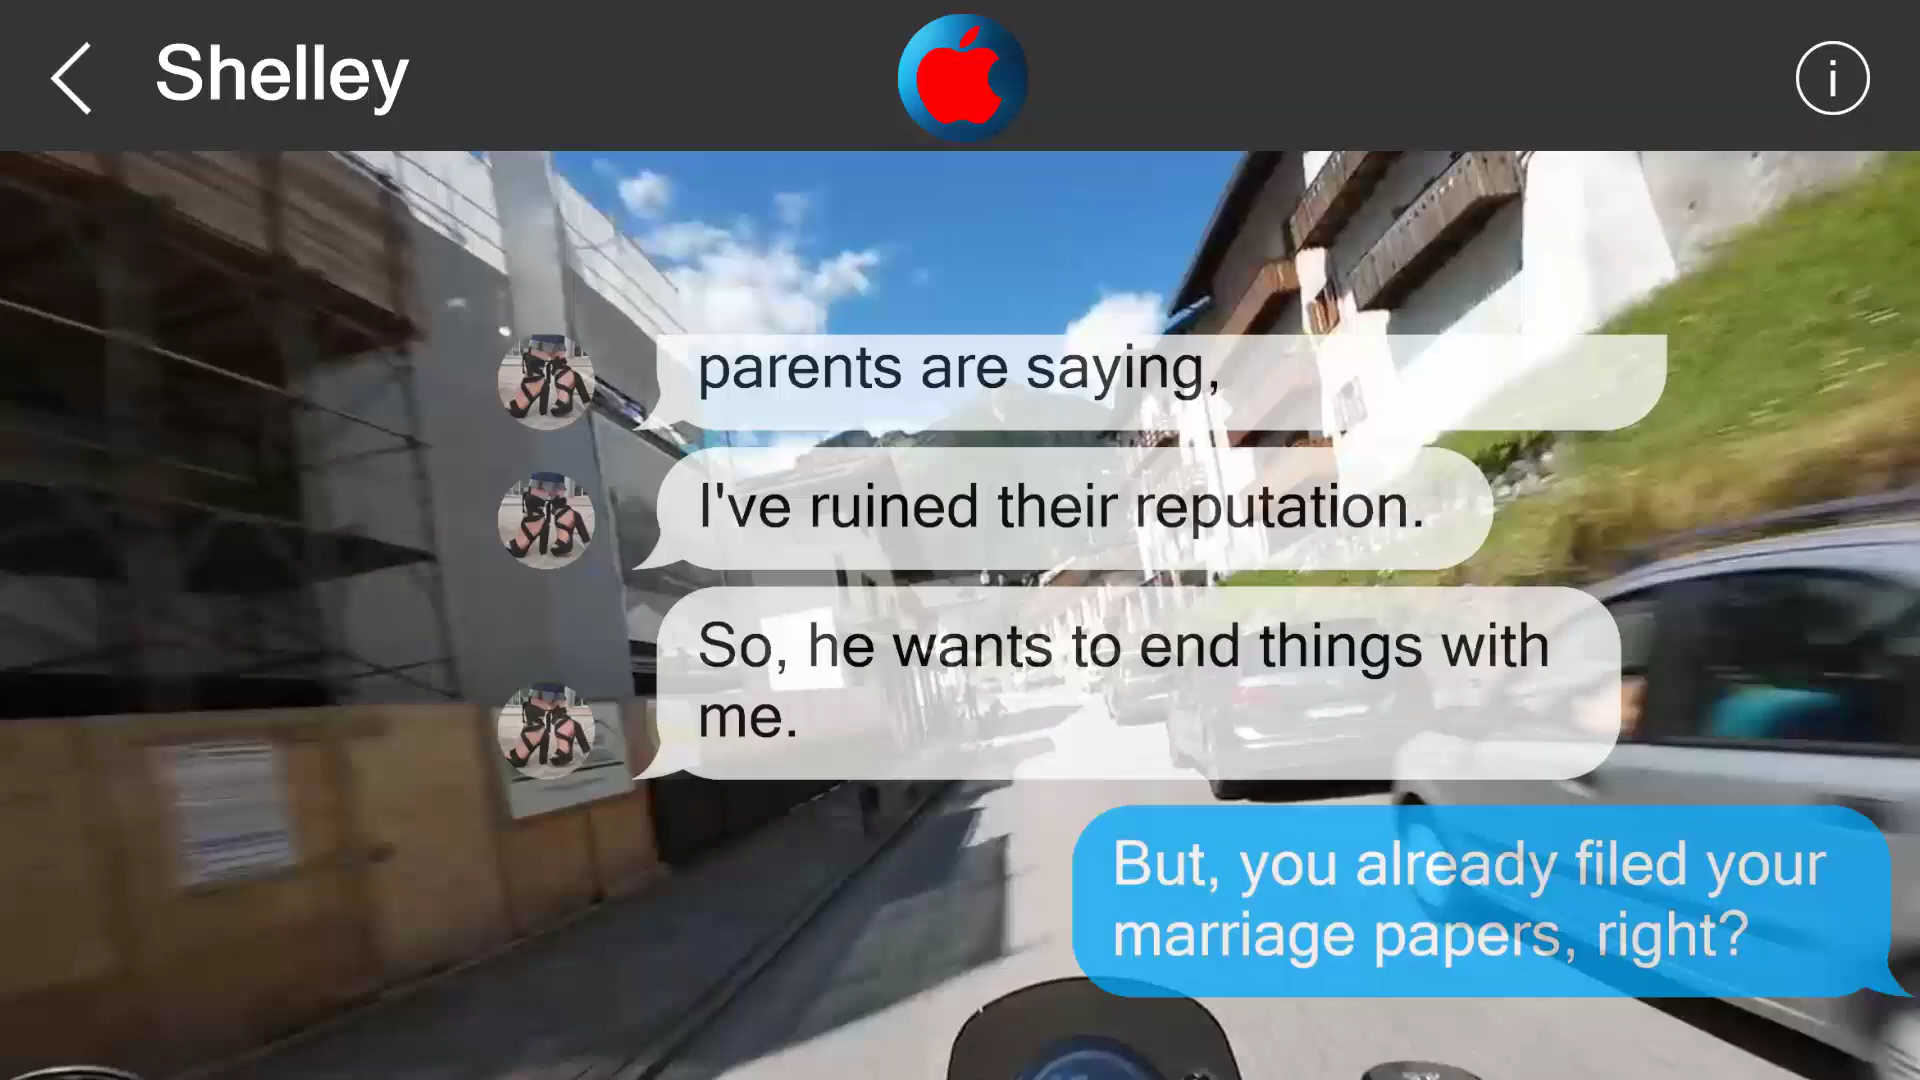 Shelley
i
parents are saying,
I've ruined their reputation.
So, he wants to end things with
me.
But, you already filed your
marriage papers, right?